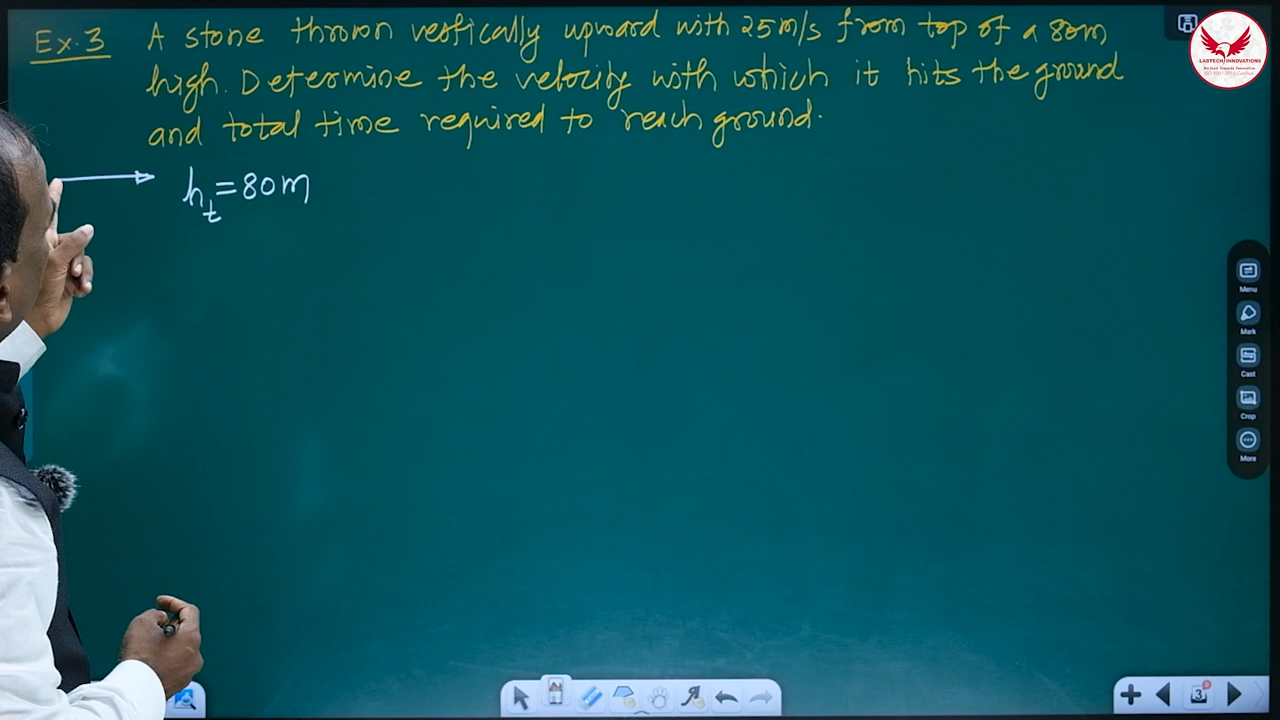 Ex.3 A stone thrown vertically upward with 25m/s from top of a 80m
high. Determine the velocity with which it hits the ground
and total time required to reach ground.
h_t = 80m
LABTECH INNOVATIONS
Menu
Mark
Cast
Crop
More
3